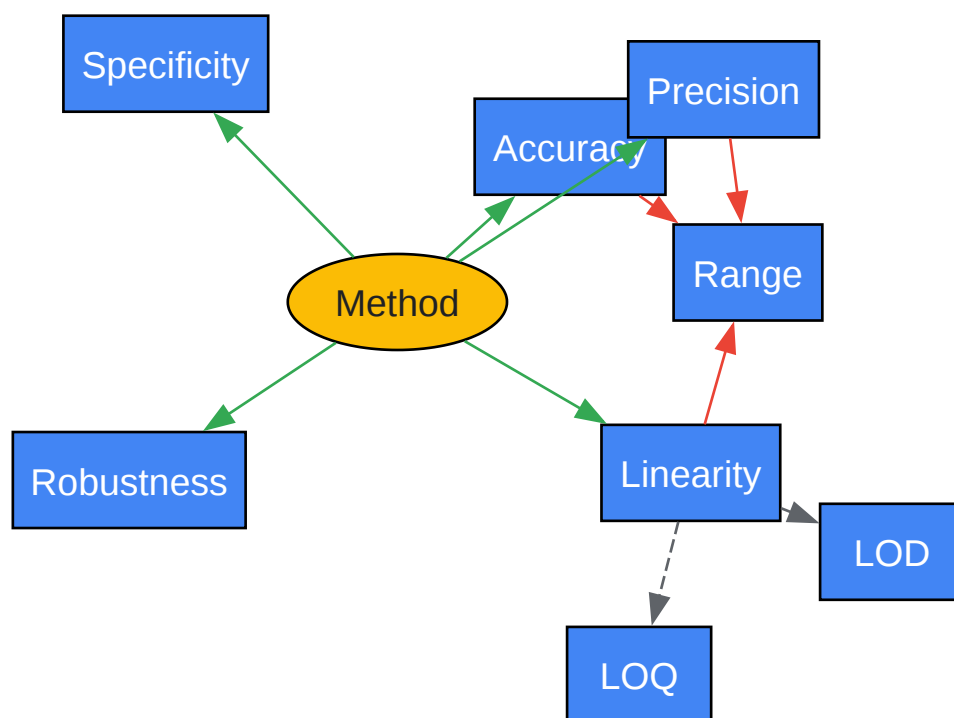 Specificity
Precision
Accuracy
Range
Method
Linearity
Robustness
LOD
LOQ